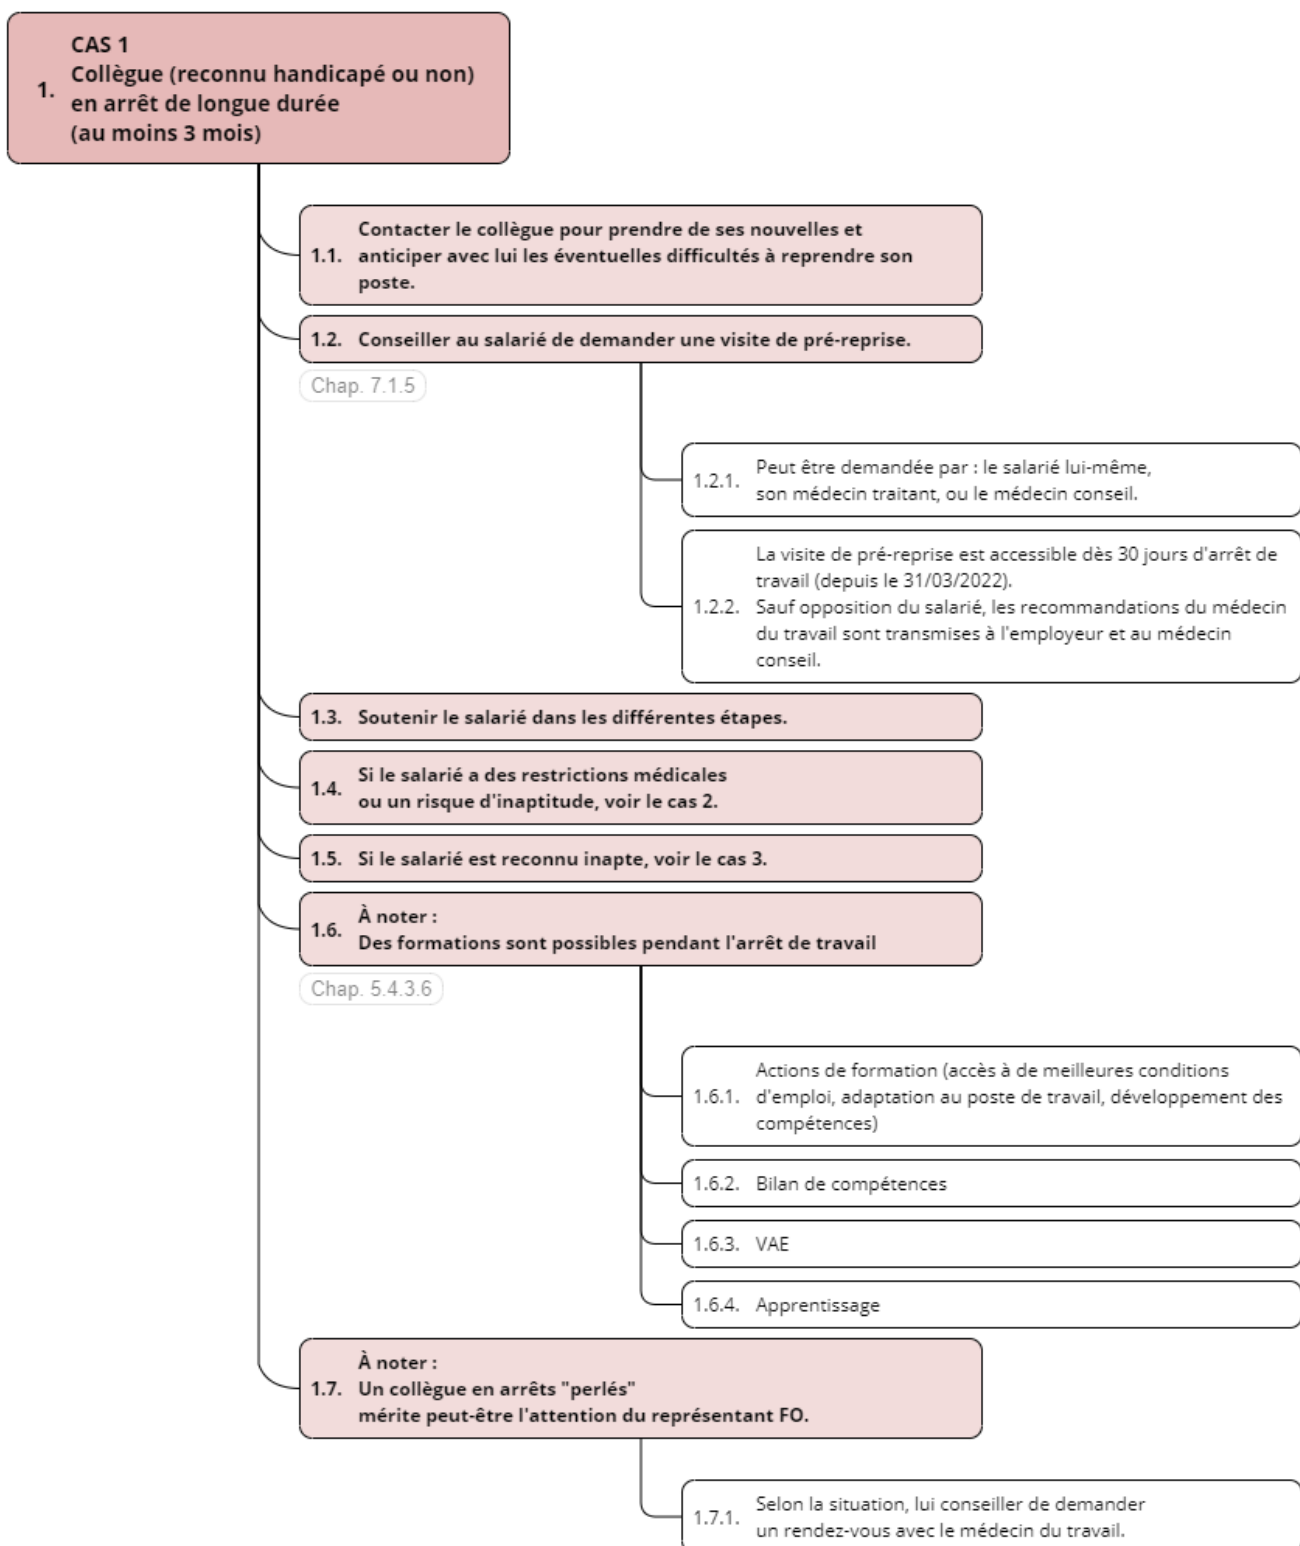 CAS 1
Collègue (reconnu handicapé ou non)
1. en arrêt de longue durée
(au moins 3 mois)
Contacter le collègue pour prendre de ses nouvelles et
1.1. anticiper avec lui les éventuelles difficultés à reprendre son
poste.
1.2. Conseiller au salarié de demander une visite de pré-reprise.
Chap. 7.1.5
1.2.1. Peut être demandée par : le salarié lui-même,
son médecin traitant, ou le médecin conseil.
La visite de pré-reprise est accessible dès 30 jours d'arrêt de
travail (depuis le 31/03/2022).
1.2.2. Sauf opposition du salarié, les recommandations du médecin
du travail sont transmises à l'employeur et au médecin
conseil.
1.3. Soutenir le salarié dans les différentes étapes.
1.4. Si le salarié a des restrictions médicales
ou un risque d'inaptitude, voir le cas 2.
1.5. Si le salarié est reconnu inapte, voir le cas 3.
1.6. À noter :
Des formations sont possibles pendant l'arrêt de travail
Chap. 5.4.3.6
Actions de formation (accès à de meilleures conditions
1.6.1. d'emploi, adaptation au poste de travail, développement des
compétences)
1.6.2. Bilan de compétences
1.6.3. VAE
1.6.4. Apprentissage
À noter :
1.7. Un collègue en arrêts "perlés"
mérite peut-être l'attention du représentant FO.
1.7.1. Selon la situation, lui conseiller de demander
un rendez-vous avec le médecin du travail.